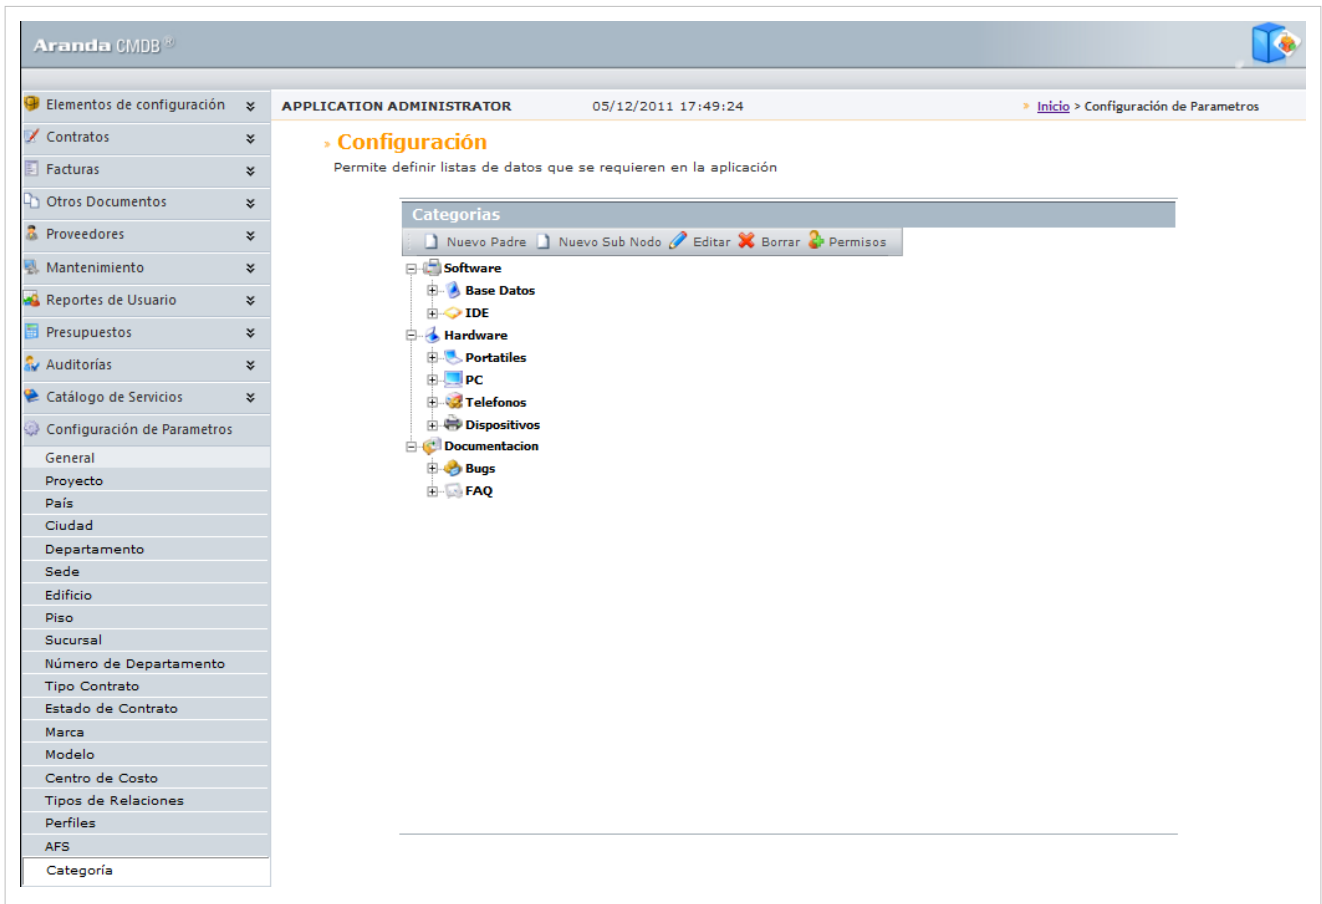 Aranda CMDB ®
Elementos de configuración
Contratos
Facturas
Otros Documentos
Proveedores
Mantenimiento
Reportes de Usuario
Presupuestos
Auditorías
Catálogo de Servicios
Configuración de Parametros
General
Proyecto
País
Ciudad
Departamento
Sede
Edificio
Piso
Sucursal
Número de Departamento
Tipo Contrato
Estado de Contrato
Marca
Modelo
Centro de Costo
Tipos de Relaciones
Perfiles
AFS
Categoría
APPLICATION ADMINISTRATOR 05/12/2011 17:49:24 » Inicio > Configuración de Parametros
» Configuración
Permite definir listas de datos que se requieren en la aplicación
Categorias
Nuevo Padre Nuevo Sub Nodo Editar Borrar Permisos
Software
Base Datos
IDE
Hardware
Portatiles
PC
Telefonos
Dispositivos
Documentacion
Bugs
FAQ